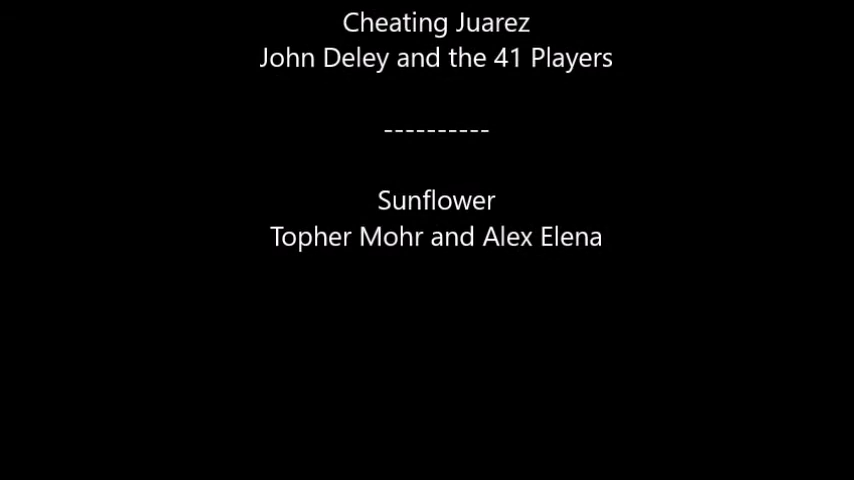 Cheating Juarez
John Deley and the 41 Players
----------
Sunflower
Topher Mohr and Alex Elena